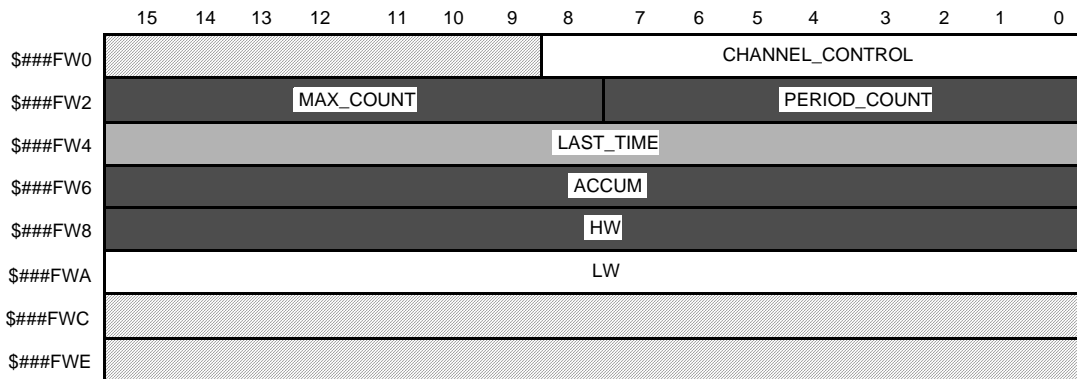 15 14 13 12 11 10 9 8 7 6 5 4 3 2 1 0
$###FW0 CHANNEL_CONTROL
$###FW2 MAX_COUNT PERIOD_COUNT
$###FW4 LAST_TIME
$###FW6 ACCUM
$###FW8 HW
$###FWA LW
$###FWC
$###FWE